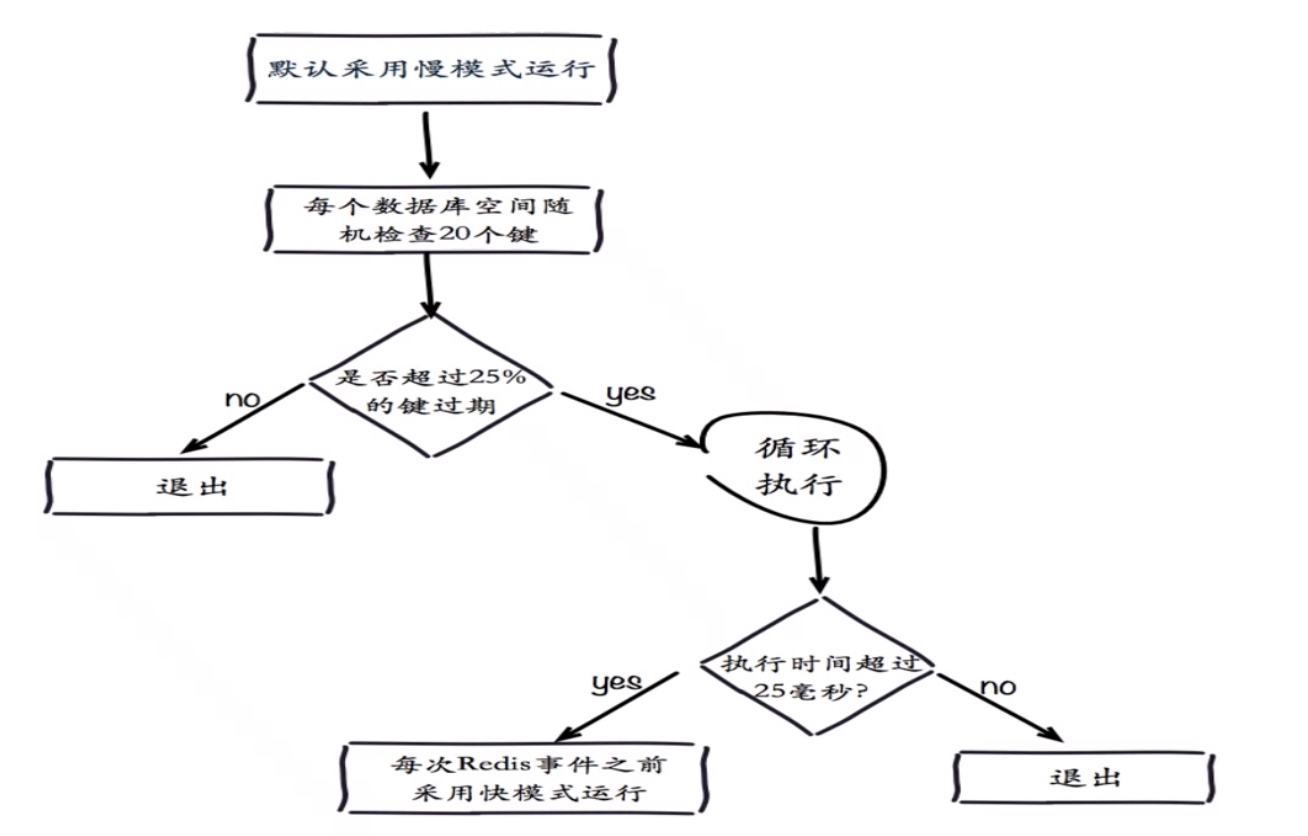 默认采用慢模式运行
每个数据库空间随
机检查20个键
是否超过25%
的键过期
no
yes
退出
循环
执行
执行时间超过
25毫秒?
yes
no
每次Redis事件之前
采用快模式运行
退出